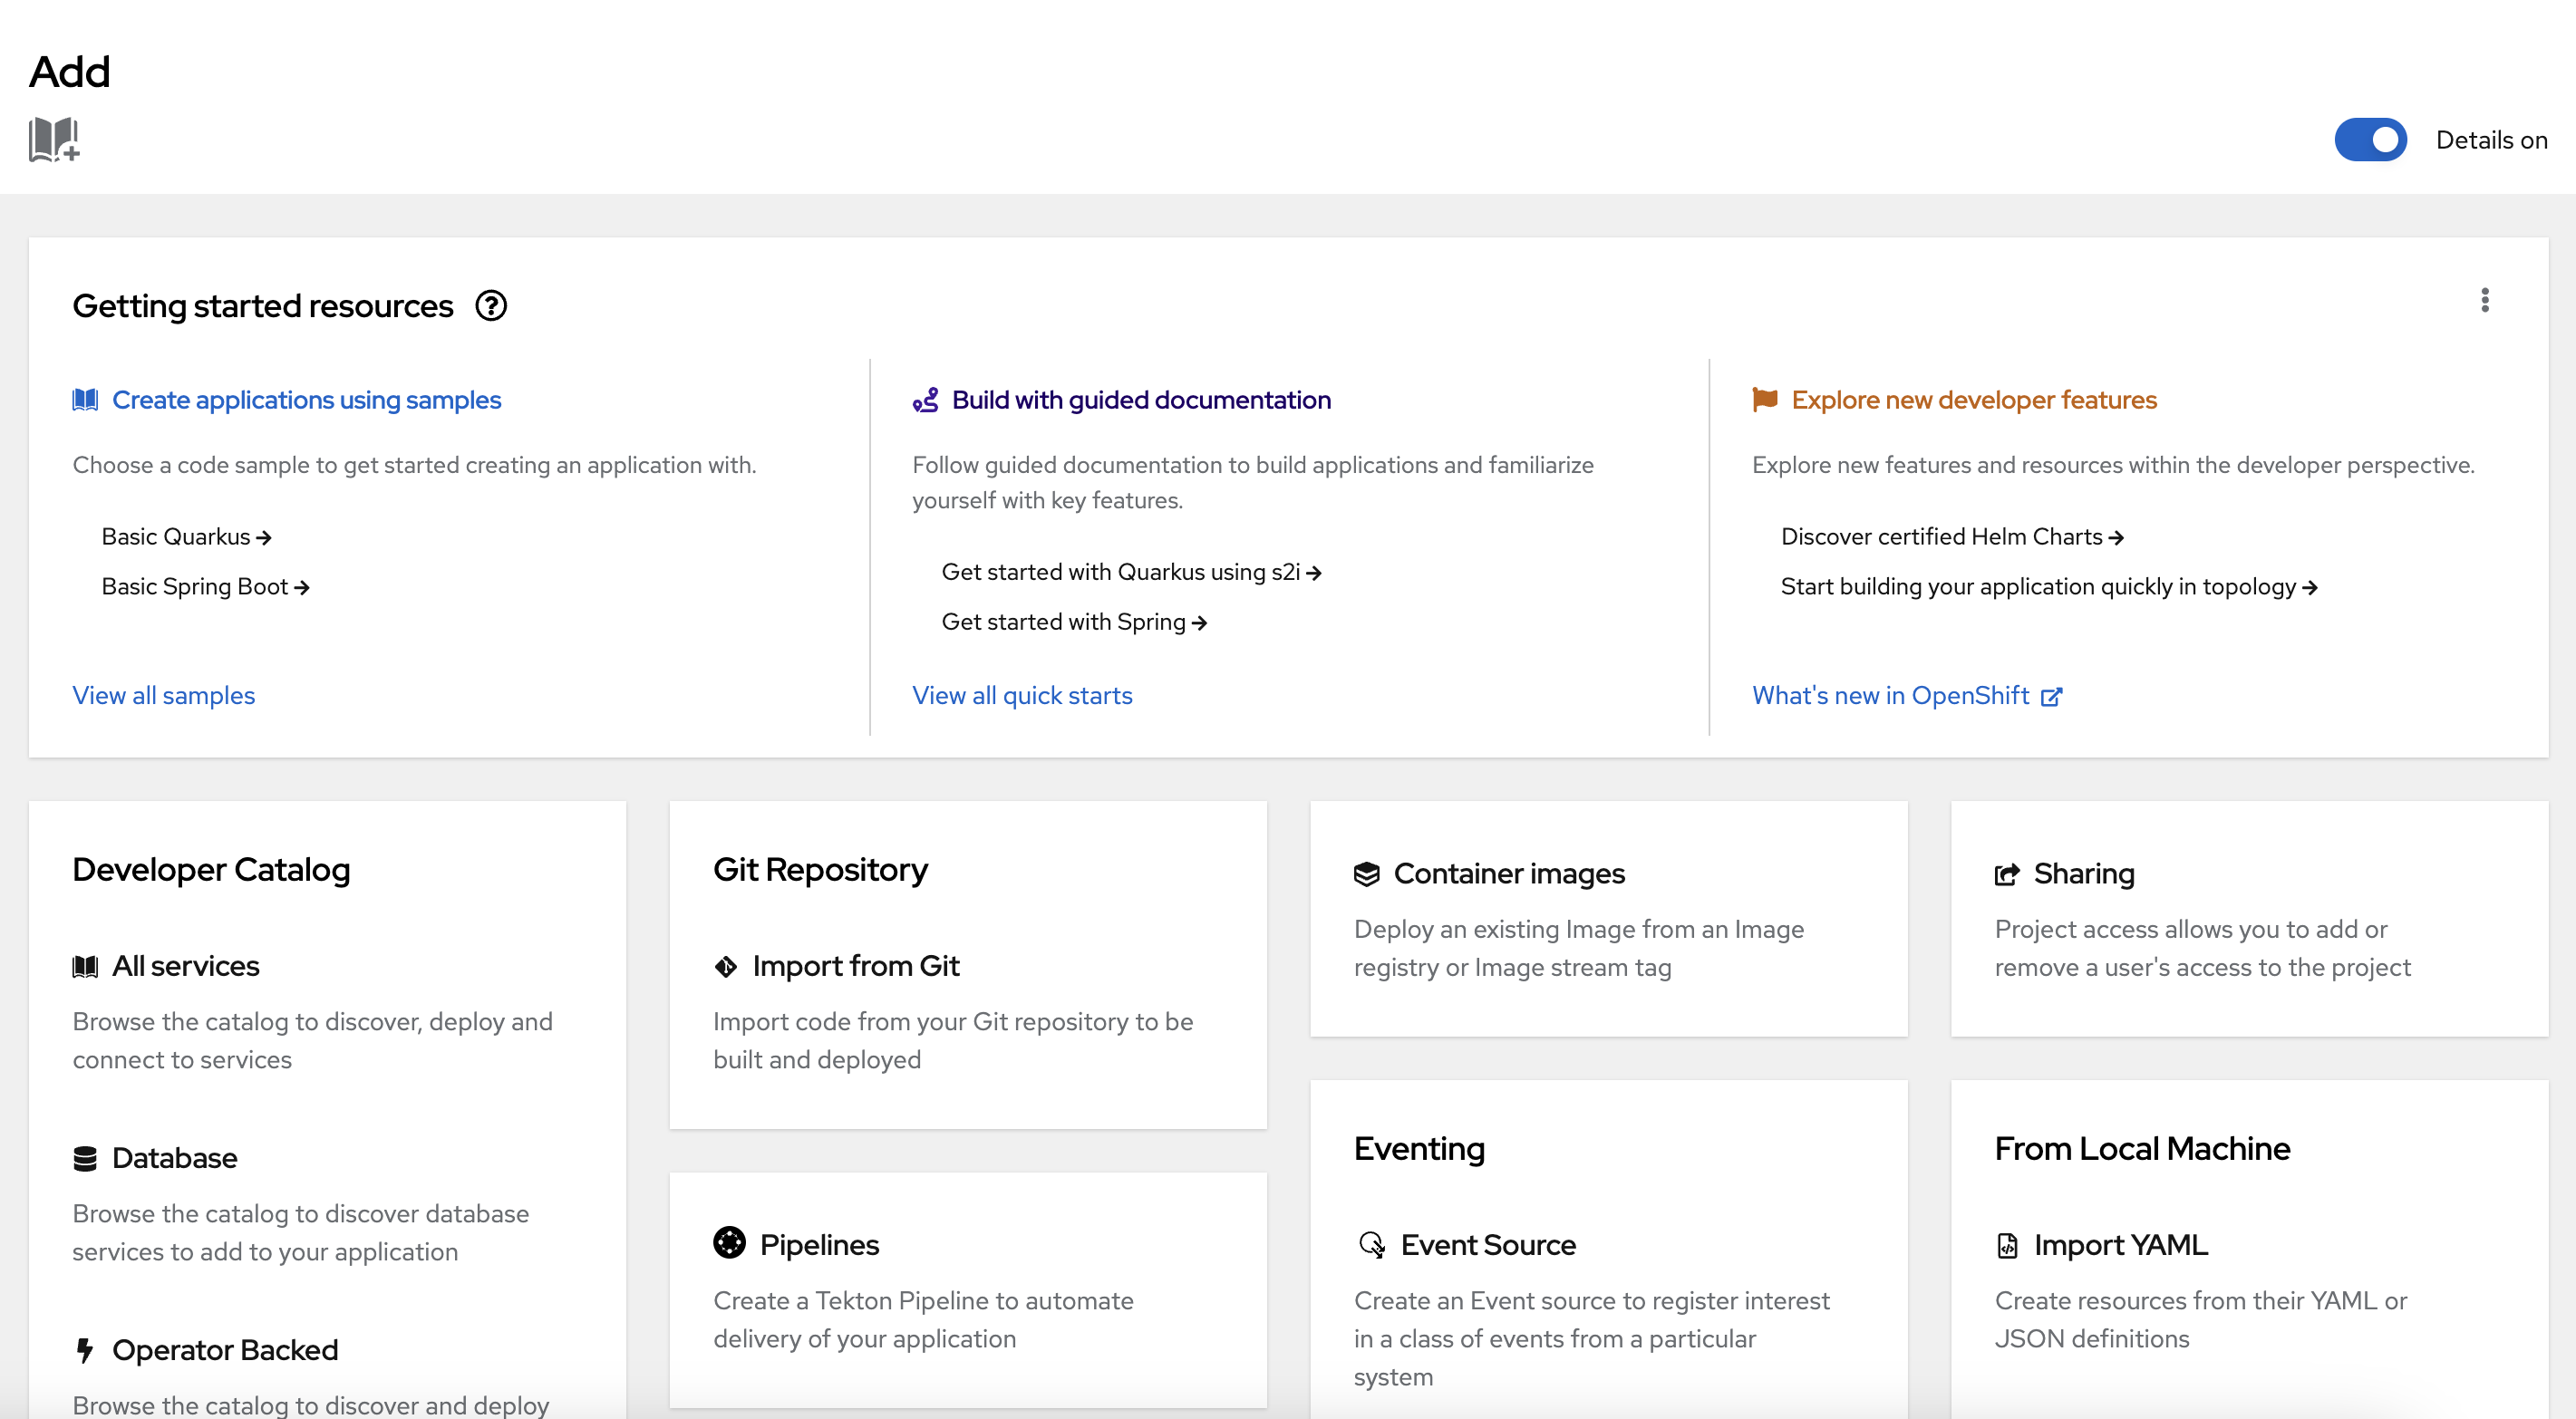 Add
Details on
Getting started resources
Create applications using samples
Choose a code sample to get started creating an application with.
Basic Quarkus
Basic Spring Boot
View all samples
Build with guided documentation
Follow guided documentation to build applications and familiarize
yourself with key features.
Get started with Quarkus using s2i
Get started with Spring
View all quick starts
Explore new developer features
Explore new features and resources within the developer perspective.
Discover certified Helm Charts
Start building your application quickly in topology
What's new in OpenShift
Developer Catalog
All services
Browse the catalog to discover, deploy and
connect to services
Database
Browse the catalog to discover database
services to add to your application
Operator Backed
Browse the catalog to discover and deploy
Git Repository
Import from Git
Import code from your Git repository to be
built and deployed
Pipelines
Create a Tekton Pipeline to automate
delivery of your application
Container images
Deploy an existing Image from an Image
registry or Image stream tag
Eventing
Event Source
Create an Event source to register interest
in a class of events from a particular
system
Sharing
Project access allows you to add or
remove a user's access to the project
From Local Machine
Import YAML
Create resources from their YAML or
JSON definitions